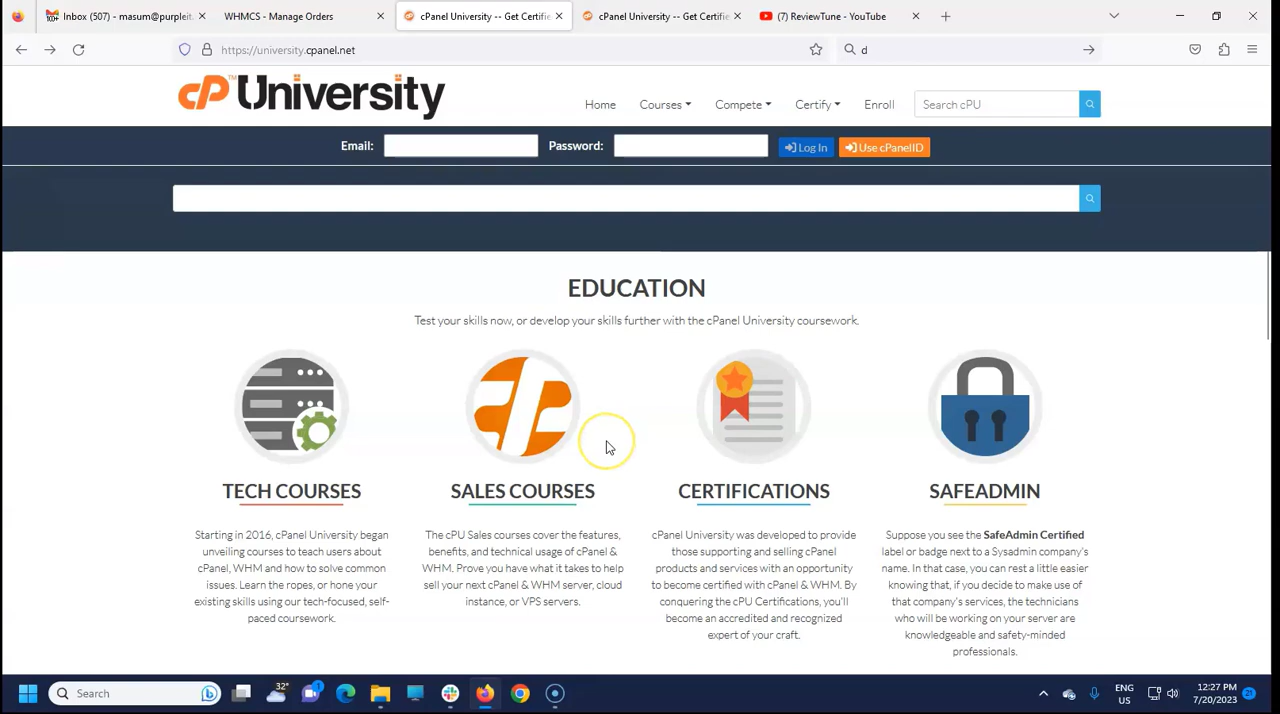 Inbox (507) - masum@purpleit.
WHMCS - Manage Orders
cPanel University -- Get Certifie
cPanel University -- Get Certifie
(7) ReviewTune - YouTube
https://university.cpanel.net
d
cP University
TM
Home
Courses
Compete
Certify
Enroll
Search cPU
Email:
Password:
Log In
Use cPanelID
EDUCATION
Test your skills now, or develop your skills further with the cPanel University coursework.
TECH COURSES
Starting in 2016, cPanel University began
unveiling courses to teach users about
cPanel, WHM and how to solve common
issues. Learn the ropes, or hone your
existing skills using our tech-focused, self-
paced coursework.
SALES COURSES
The cPU Sales courses cover the features,
benefits, and technical usage of cPanel &
WHM. Prove you have what it takes to help
sell your next cPanel & WHM server, cloud
instance, or VPS servers.
CERTIFICATIONS
cPanel University was developed to provide
those supporting and selling cPanel
products and services with an opportunity
to become certified with cPanel & WHM. By
conquering the cPU Certifications, you'll
become an accredited and recognized
expert of your craft.
SAFEADMIN
Suppose you see the SafeAdmin Certified
label or badge next to a Sysadmin company's
name. In that case, you can rest a little easier
knowing that, if you decide to make use of
that company's services, the technicians
who will be working on your server are
knowledgeable and safety-minded
professionals.
Search
32°
1
ENG
US
12:27 PM
7/20/2023
21